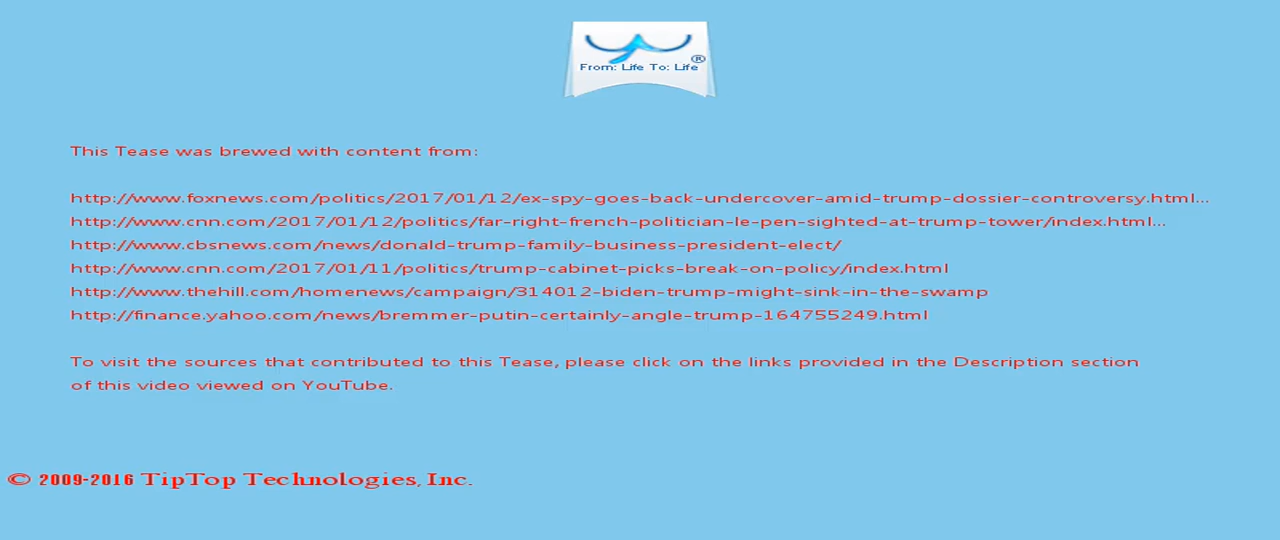 From: Life To: Life®
This Tease was brewed with content from:
http://www.foxnews.com/politics/2017/01/12/ex-spy-goes-back-undercover-amid-trump-dossier-controversy.html...
http://www.cnn.com/2017/01/12/politics/far-right-french-politician-le-pen-sighted-at-trump-tower/index.html...
http://www.cbsnews.com/news/donald-trump-family-business-president-elect/
http://www.cnn.com/2017/01/11/politics/trump-cabinet-picks-break-on-policy/index.html
http://www.thehill.com/homenews/campaign/314012-biden-trump-might-sink-in-the-swamp
http://finance.yahoo.com/news/bremmer-putin-certainly-angle-trump-164755249.html
To visit the sources that contributed to this Tease, please click on the links provided in the Description section
of this video viewed on YouTube.
© 2009-2016 TipTop Technologies, Inc.